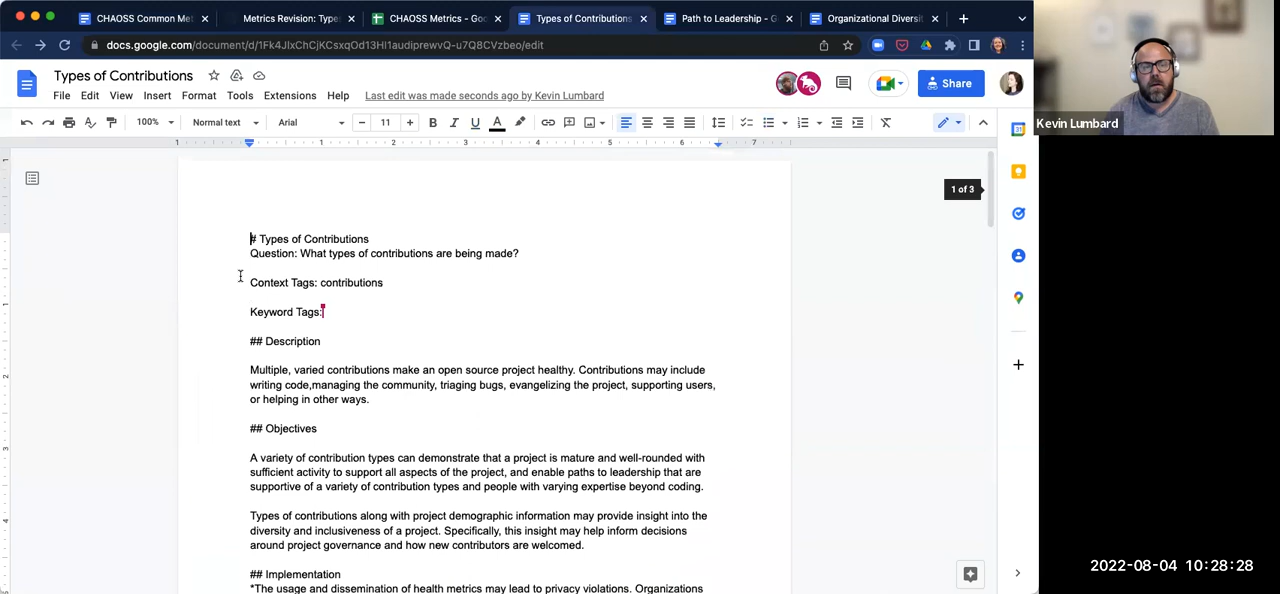 CHAOSS Common Met
Metrics Revision: Type
CHAOSS Metrics - Goo
Types of Contributions
Path to Leadership - G
Organizational Diversit
docs.google.com/document/d/1Fk4JlxChCjKCsxqOd13HI1audiprewvQ-u7Q8CVzbeo/edit
Types of Contributions
File Edit View Insert Format Tools Extensions Help Last edit was made seconds ago by Kevin Lumbard
Share
100% Normal text Arial 11
1 1 2 3 4 5 6 7
1 of 3
# Types of Contributions
Question: What types of contributions are being made?
Context Tags: contributions
Keyword Tags:
## Description
Multiple, varied contributions make an open source project healthy. Contributions may include
writing code,managing the community, triaging bugs, evangelizing the project, supporting users,
or helping in other ways.
## Objectives
A variety of contribution types can demonstrate that a project is mature and well-rounded with
sufficient activity to support all aspects of the project, and enable paths to leadership that are
supportive of a variety of contribution types and people with varying expertise beyond coding.
Types of contributions along with project demographic information may provide insight into the
diversity and inclusiveness of a project. Specifically, this insight may help inform decisions
around project governance and how new contributors are welcomed.
## Implementation
*The usage and dissemination of health metrics may lead to privacy violations. Organizations
Kevin Lumbard
2022-08-04 10:28:28